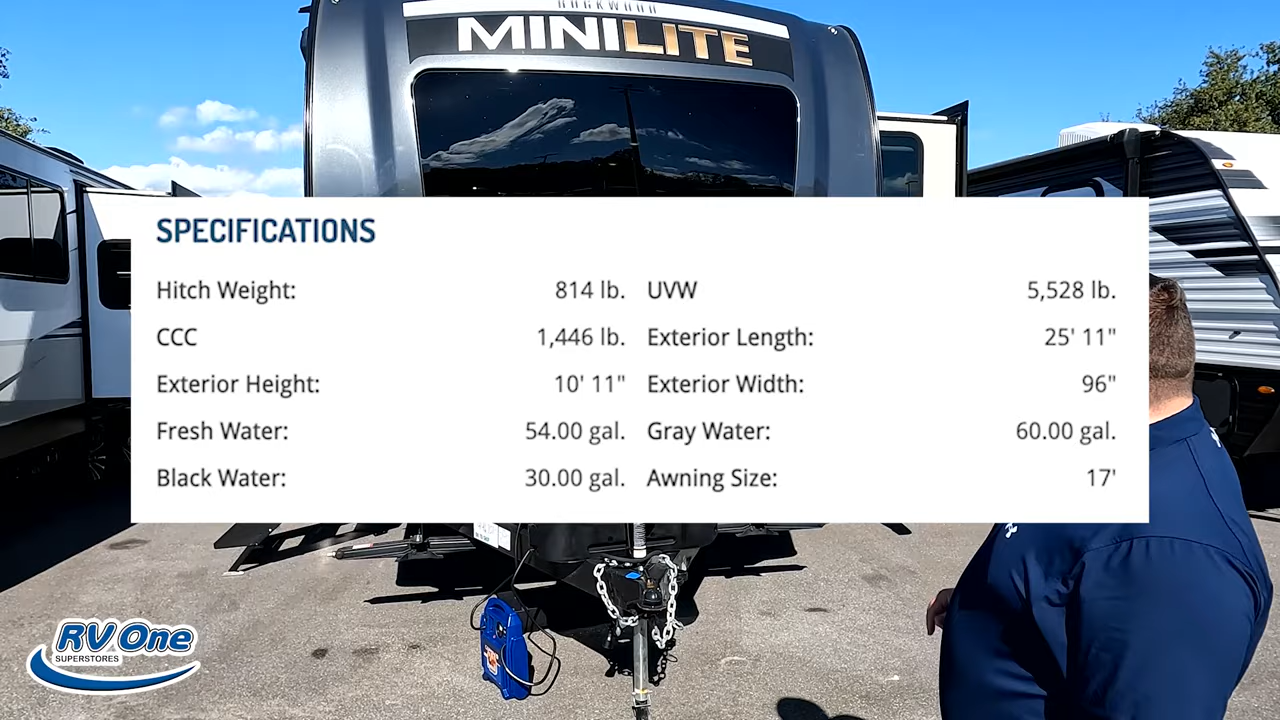 ROCKWOOD
MINILITE
SPECIFICATIONS
Hitch Weight: 814 lb. UVW 5,528 lb.
CCC 1,446 lb. Exterior Length: 25' 11"
Exterior Height: 10' 11" Exterior Width: 96"
Fresh Water: 54.00 gal. Gray Water: 60.00 gal.
Black Water: 30.00 gal. Awning Size: 17'
RV One
SUPERSTORES